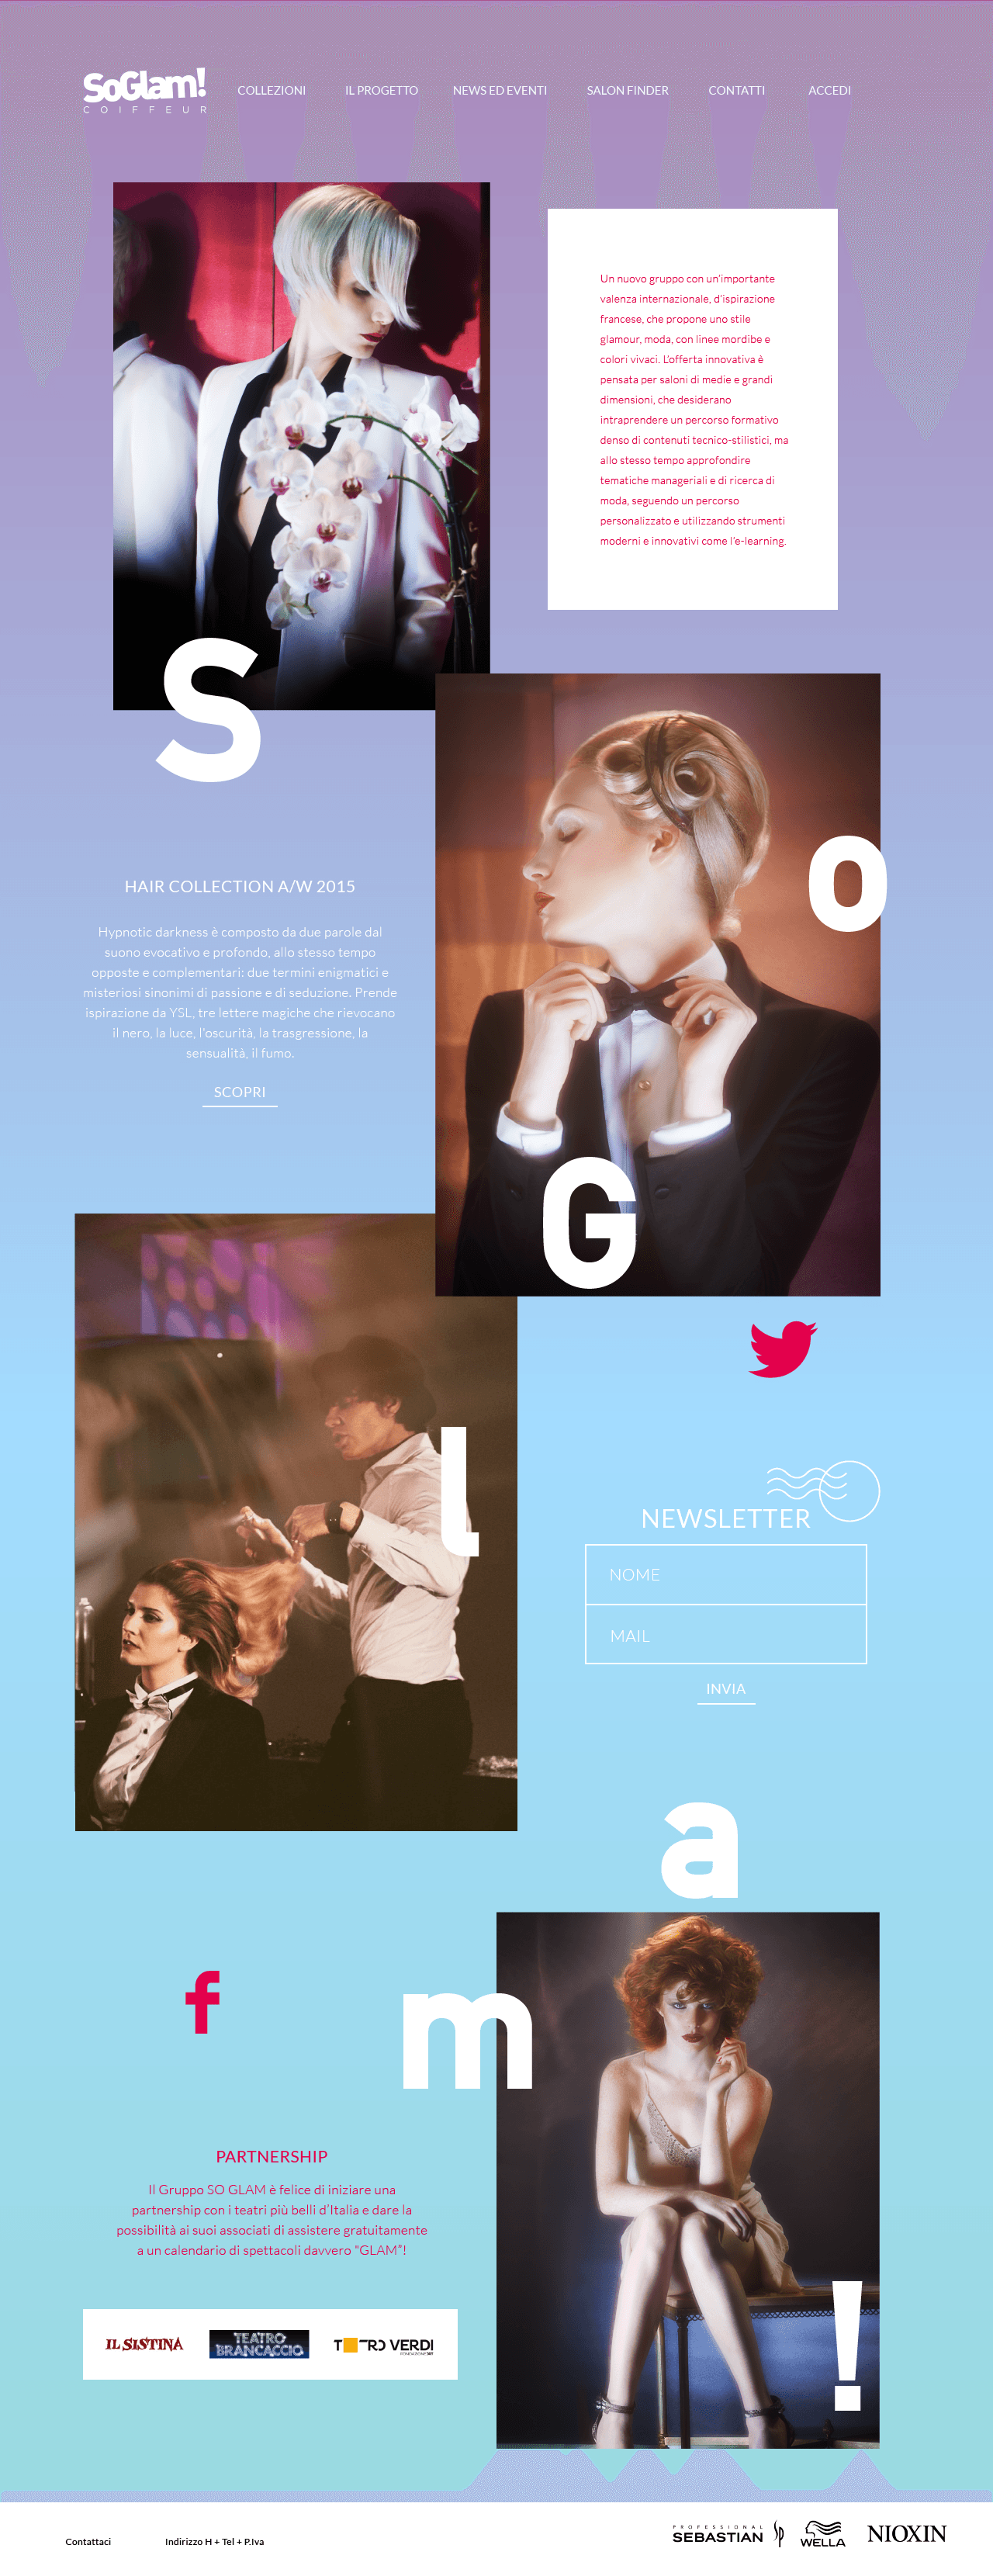 SoGlam!
COIFFEUR
COLLEZIONI
IL PROGETTO
NEWS ED EVENTI
SALON FINDER
CONTATTI
ACCEDI
Un nuovo gruppo con un'importante
valenza internazionale, d'ispirazione
francese, che propone uno stile
glamour, moda, con linee mordibe e
colori vivaci. L'offerta innovativa è
pensata per saloni di medie e grandi
dimensioni, che desiderano
intraprendere un percorso formativo
denso di contenuti tecnico-stilistici, ma
allo stesso tempo approfondire
tematiche manageriali e di ricerca di
moda, seguendo un percorso
personalizzato e utilizzando strumenti
moderni e innovativi come l'e-learning.
S
o
HAIR COLLECTION A/W 2015
Hypnotic darkness è composto da due parole dal
suono evocativo e profondo, allo stesso tempo
opposte e complementari: due termini enigmatici e
misteriosi sinonimi di passione e di seduzione. Prende
ispirazione da YSL, tre lettere magiche che rievocano
il nero, la luce, l'oscurità, la trasgressione, la
sensualità, il fumo.
SCOPRI
G
l
NEWSLETTER
NOME
MAIL
INVIA
a
m
PARTNERSHIP
Il Gruppo SO GLAM è felice di iniziare una
partnership con i teatri più belli d'Italia e dare la
possibilità ai suoi associati di assistere gratuitamente
a un calendario di spettacoli davvero "GLAM"!
!
IL SISTINA
TEATRO
BRANCACCIO
TEATRO VERDI
Contattaci
Indirizzo H + Tel + P.Iva
PROFESSIONAL
SEBASTIAN
WELLA
NIOXIN